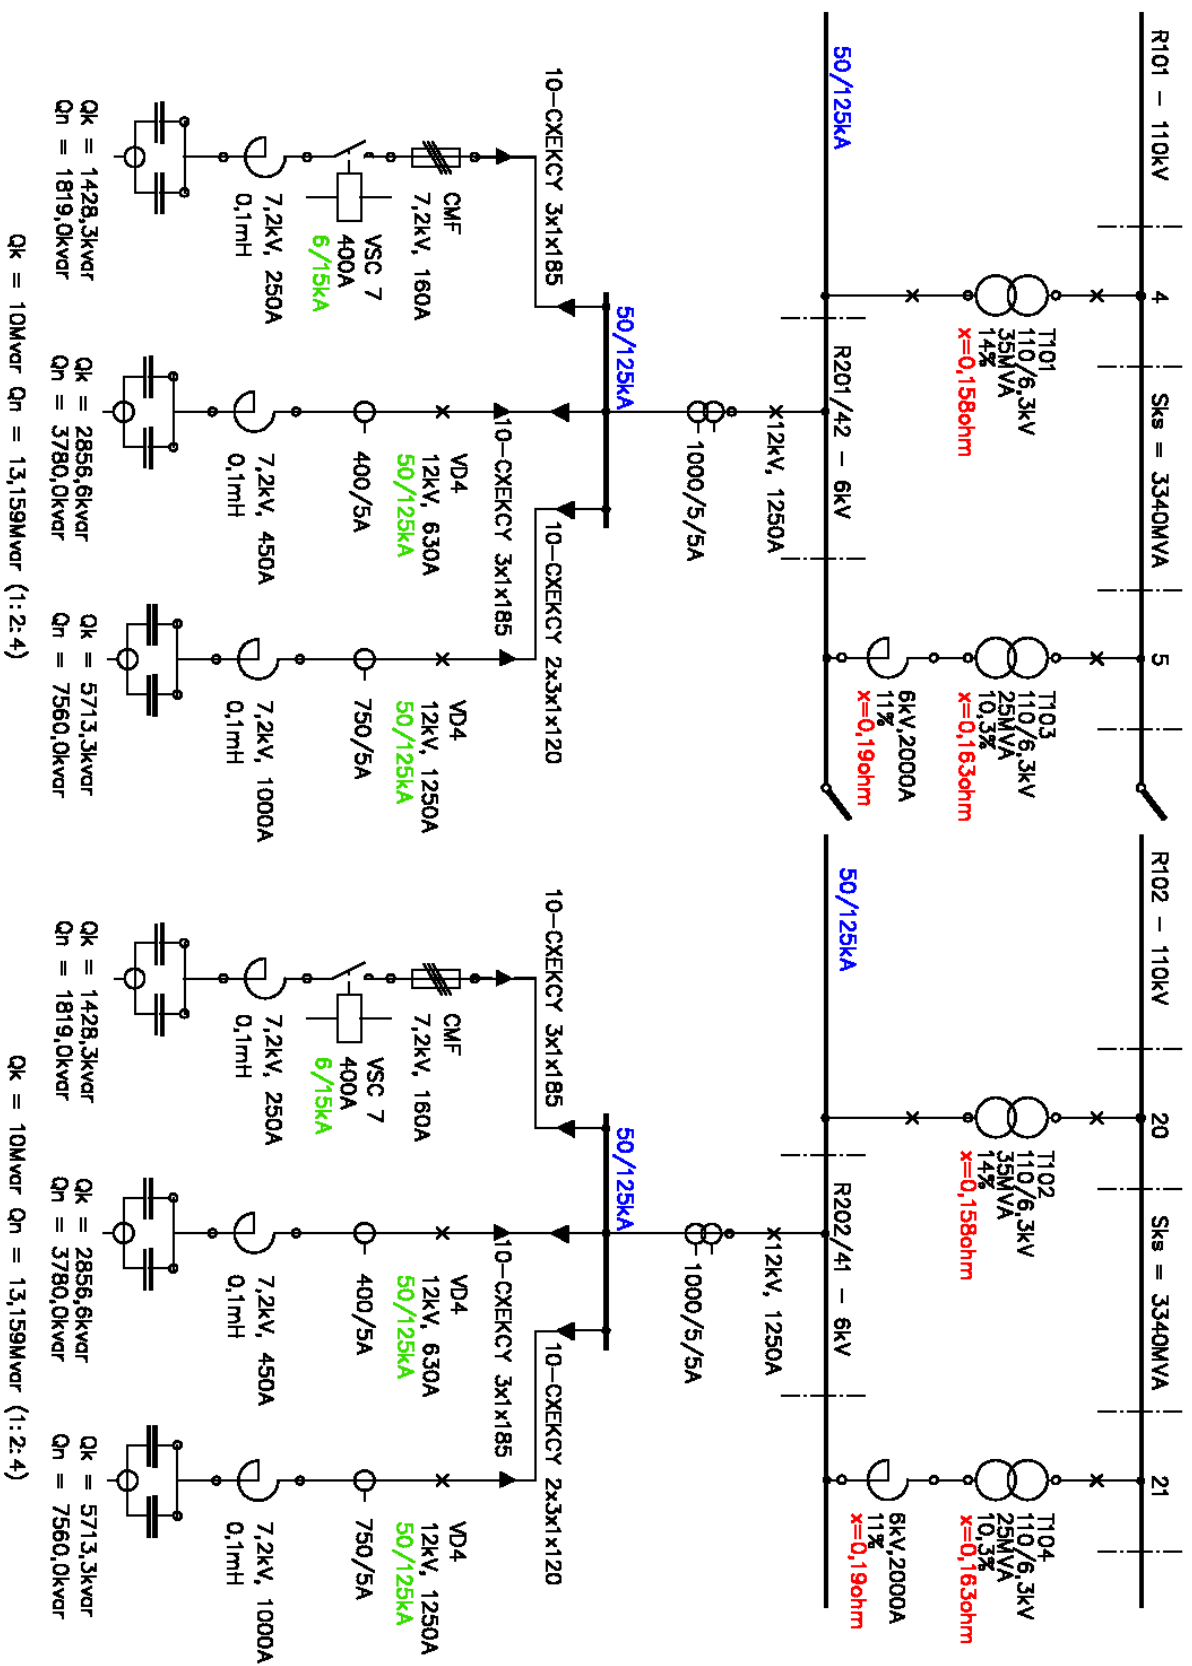 R101 - 110kV
4
Sks = 3340MVA
5
R102 - 110kV
20
Sks = 3340MVA
21
T101
110/6,3kV
35MVA
14%
x=0,158ohm
T103
110/6,3kV
25MVA
10,3%
x=0,163ohm
T102
110/6,3kV
35MVA
14%
x=0,158ohm
T104
110/6,3kV
25MVA
10,3%
x=0,163ohm
6kV,2000A
11%
x=0,19ohm
6kV,2000A
11%
x=0,19ohm
50/125kA
R201/42 - 6kV
50/125kA
R202/41 - 6kV
12kV, 1250A
1000/5/5A
12kV, 1250A
1000/5/5A
50/125kA
50/125kA
10-CXEKCY 3x1x185
10-CXEKCY 2x3x1x120
10-CXEKCY 3x1x185
10-CXEKCY 3x1x185
10-CXEKCY 2x3x1x120
10-CXEKCY 3x1x185
CMF
7,2kV, 160A
VD4
12kV, 630A
50/125kA
VD4
12kV, 1250A
50/125kA
CMF
7,2kV, 160A
VD4
12kV, 630A
50/125kA
VD4
12kV, 1250A
50/125kA
VSC 7
400A
6/15kA
400/5A
750/5A
VSC 7
400A
6/15kA
400/5A
750/5A
7,2kV, 250A
0,1mH
7,2kV, 450A
0,1mH
7,2kV, 1000A
0,1mH
7,2kV, 250A
0,1mH
7,2kV, 450A
0,1mH
7,2kV, 1000A
0,1mH
Qk = 1428,3kvar
Qn = 1819,0kvar
Qk = 2856,6kvar
Qn = 3780,0kvar
Qk = 5713,3kvar
Qn = 7560,0kvar
Qk = 1428,3kvar
Qn = 1819,0kvar
Qk = 2856,6kvar
Qn = 3780,0kvar
Qk = 5713,3kvar
Qn = 7560,0kvar
Qk = 10Mvar Qn = 13,159Mvar (1:2:4)
Qk = 10Mvar Qn = 13,159Mvar (1:2:4)